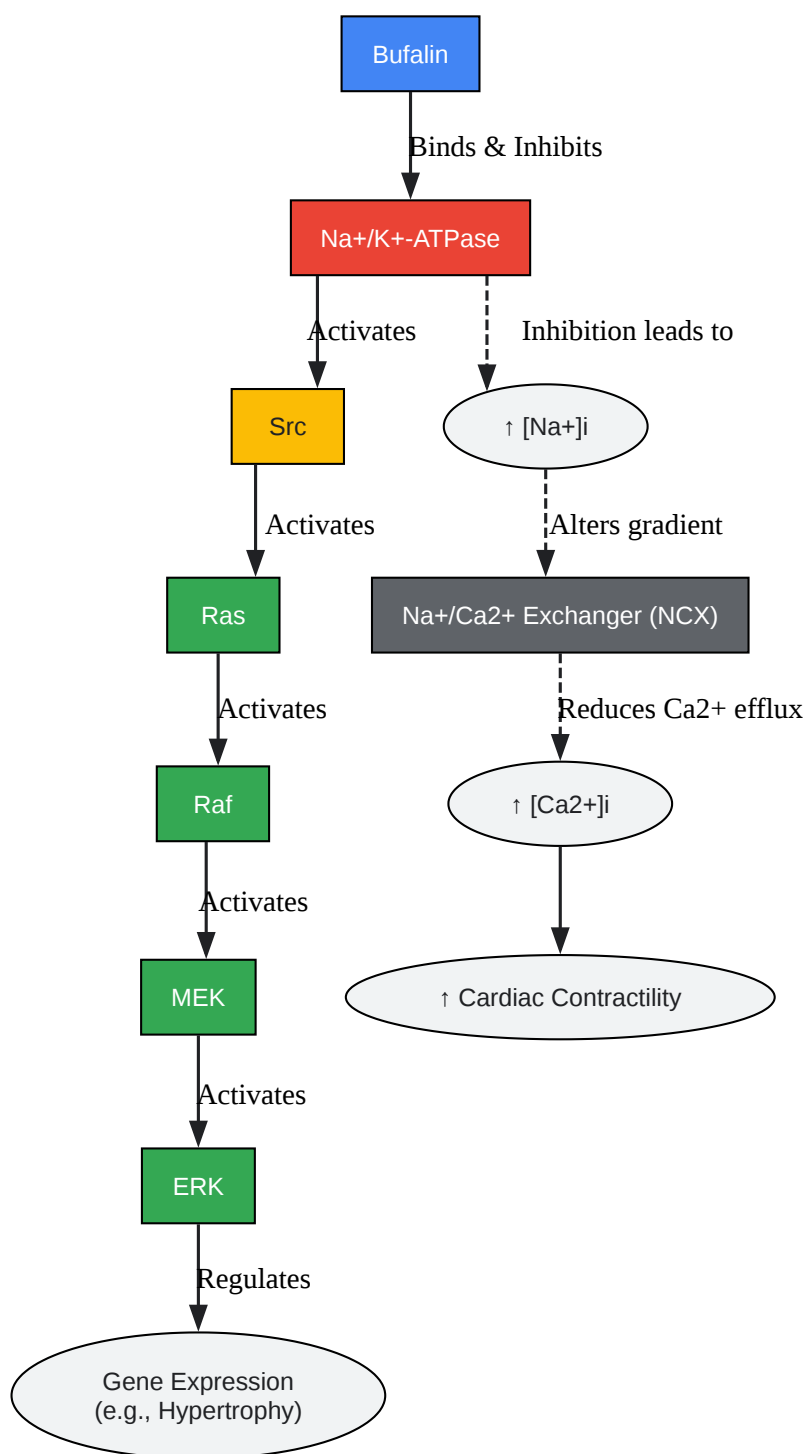 Bufalin
Binds & Inhibits
Na+/K+-ATPase
Activates
Inhibition leads to
Src
↑ [Na+]i
Activates
Alters gradient
Ras
Na+/Ca2+ Exchanger (NCX)
Activates
Reduces Ca2+ efflux
Raf
↑ [Ca2+]i
Activates
MEK
↑ Cardiac Contractility
Activates
ERK
Regulates
Gene Expression
(e.g., Hypertrophy)